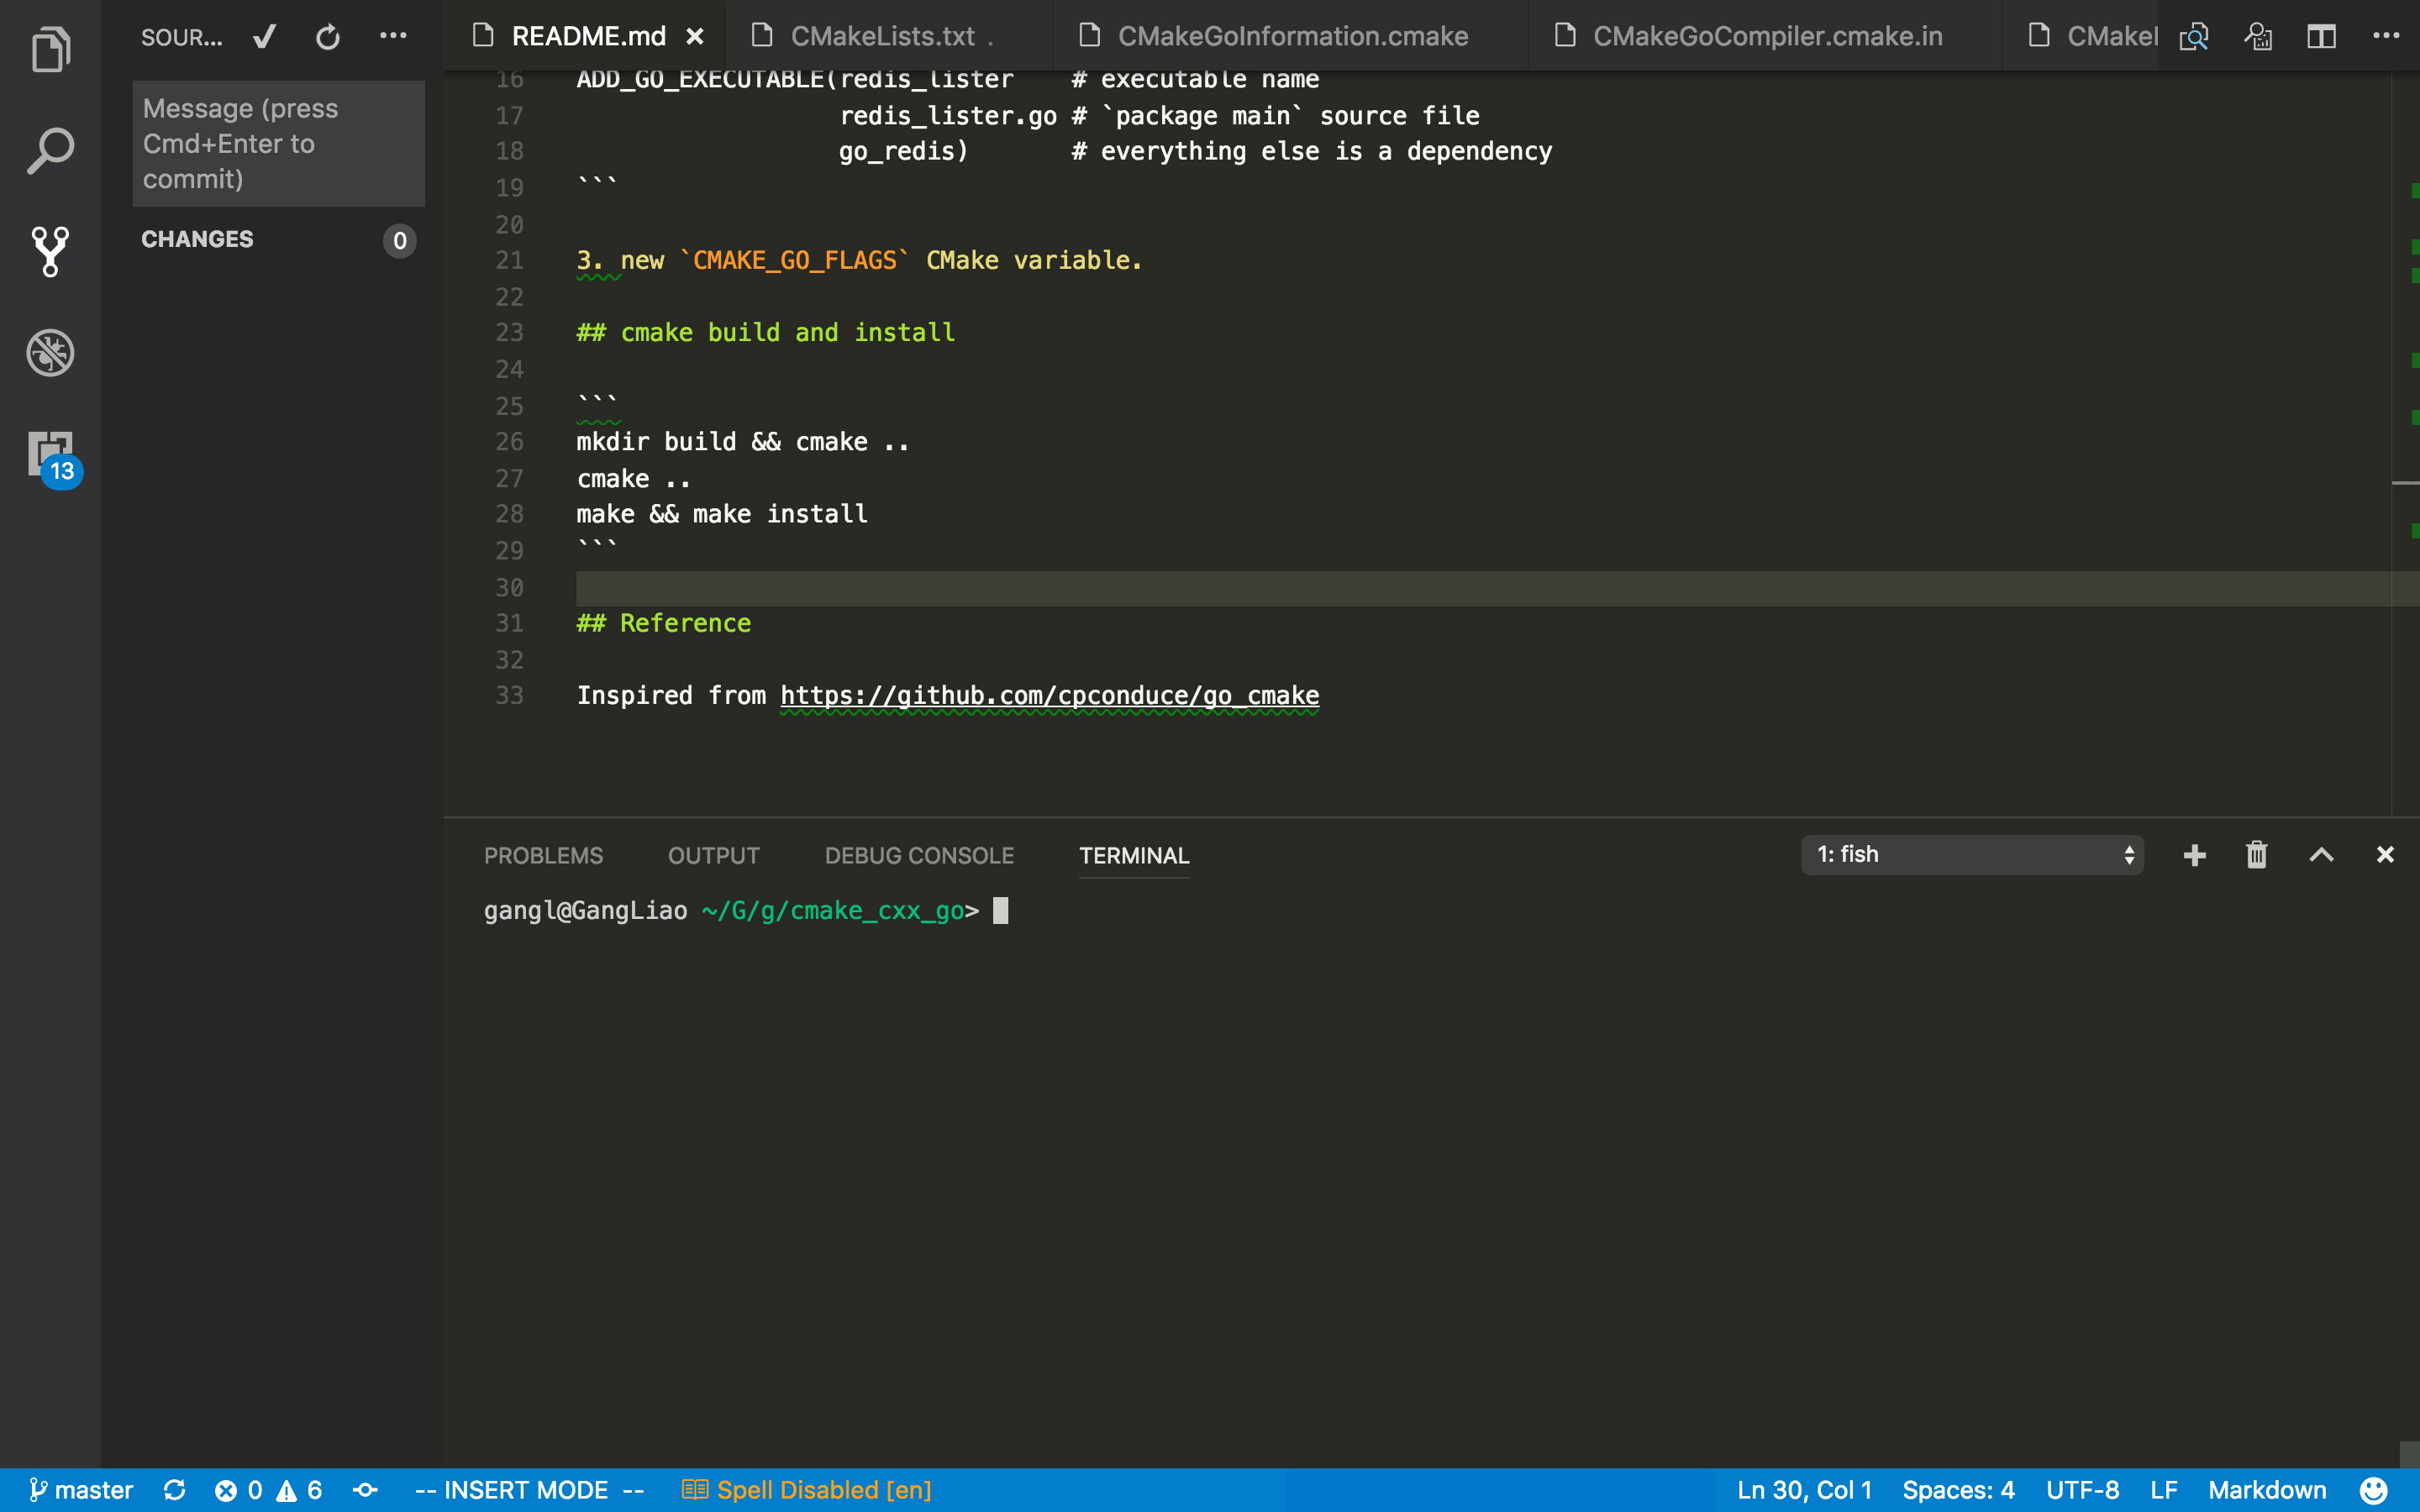 SOUR...
Message (press
Cmd+Enter to
commit)
CHANGES 0
13
README.md CMakeLists.txt . CMakeGoInformation.cmake CMakeGoCompiler.cmake.in CMakeI
16 ADD_GO_EXECUTABLE(redis_lister # executable name
17 redis_lister.go # `package main` source file
18 go_redis) # everything else is a dependency
19 ```
20
21 3. new `CMAKE_GO_FLAGS` CMake variable.
22
23 ## cmake build and install
24
25 ```
26 mkdir build && cmake ..
27 cmake ..
28 make && make install
29 ```
30
31 ## Reference
32
33 Inspired from https://github.com/cpconduce/go_cmake
PROBLEMS OUTPUT DEBUG CONSOLE TERMINAL 1: fish
gangl@GangLiao ~/G/g/cmake_cxx_go>
master 0 6 -- INSERT MODE -- Spell Disabled [en] Ln 30, Col 1 Spaces: 4 UTF-8 LF Markdown